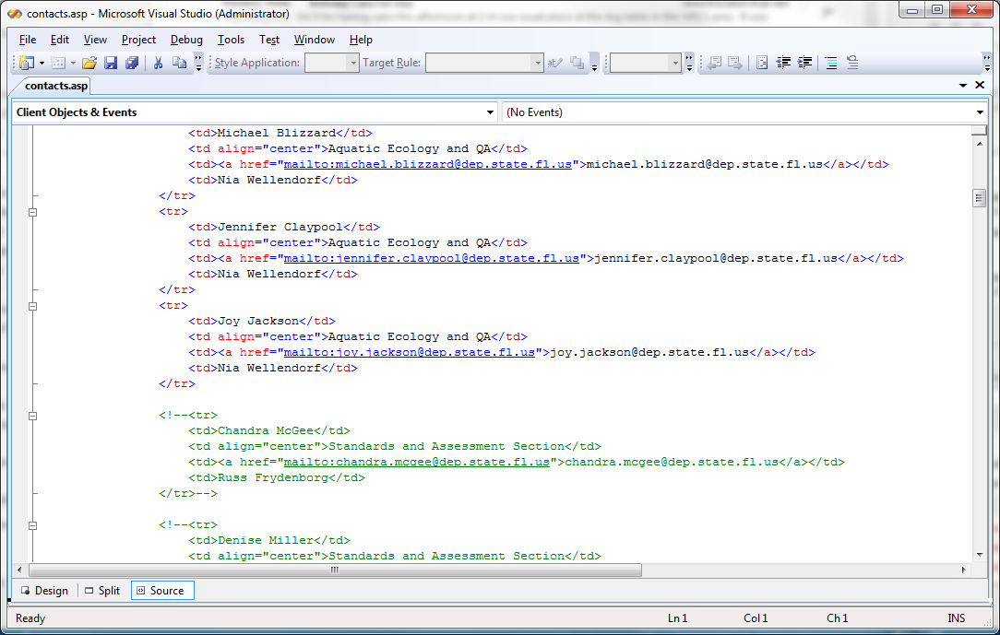 contacts.asp - Microsoft Visual Studio (Administrator)
File Edit View Project Debug Tools Test Window Help
Style Application: Target Rule:
contacts.asp
Client Objects & Events (No Events)
<td>Michael Blizzard</td>
<td align="center">Aquatic Ecology and QA</td>
<td><a href="mailto:michael.blizzard@dep.state.fl.us">michael.blizzard@dep.state.fl.us</a></td>
<td>Nia Wellendorf</td>
</tr>
<tr>
<td>Jennifer Claypool</td>
<td align="center">Aquatic Ecology and QA</td>
<td><a href="mailto:jennifer.claypool@dep.state.fl.us">jennifer.claypool@dep.state.fl.us</a></td>
<td>Nia Wellendorf</td>
</tr>
<tr>
<td>Joy Jackson</td>
<td align="center">Aquatic Ecology and QA</td>
<td><a href="mailto:joy.jackson@dep.state.fl.us">joy.jackson@dep.state.fl.us</a></td>
<td>Nia Wellendorf</td>
</tr>
<!--<tr>
<td>Chandra McGee</td>
<td align="center">Standards and Assessment Section</td>
<td><a href="mailto:chandra.mcgee@dep.state.fl.us">chandra.mcgee@dep.state.fl.us</a></td>
<td>Russ Frydenborg</td>
</tr>-->
<!--<tr>
<td>Denise Miller</td>
<td align="center">Standards and Assessment Section</td>
Design Split Source
Ready Ln 1 Col 1 Ch 1 INS